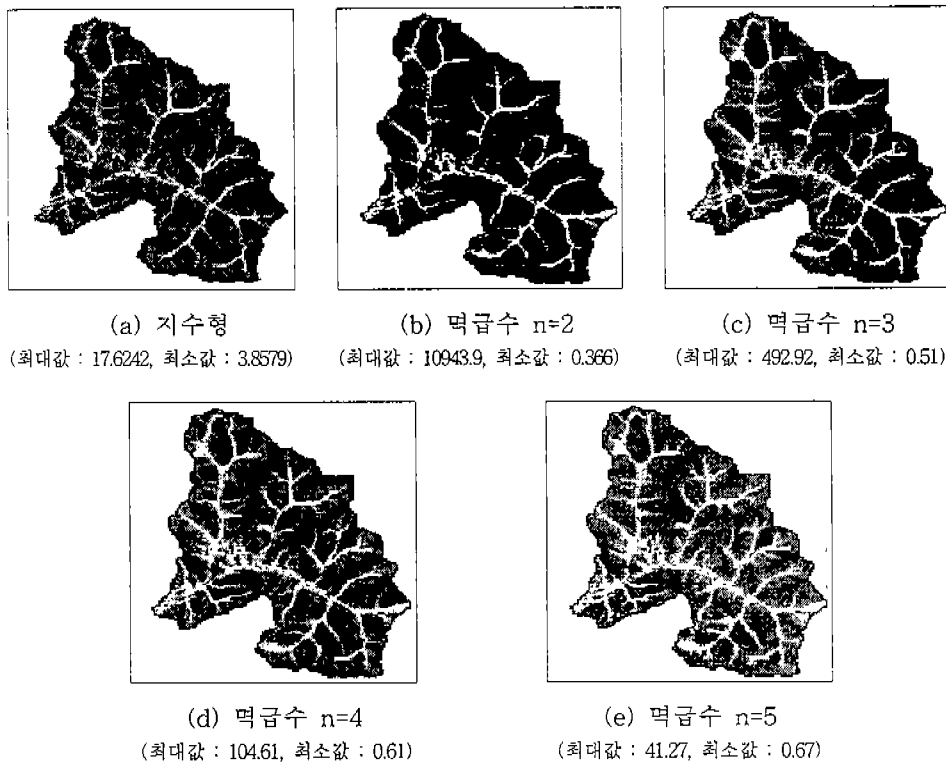 (a) 지수형
(최대값 : 17.6242, 최소값 : 3.8579)
(b) 멱급수 n=2
(최대값 : 10943.9, 최소값 : 0.366)
(c) 멱급수 n=3
(최대값 : 492.92, 최소값 : 0.51)
(d) 멱급수 n=4
(최대값 : 104.61, 최소값 : 0.61)
(e) 멱급수 n=5
(최대값 : 41.27, 최소값 : 0.67)